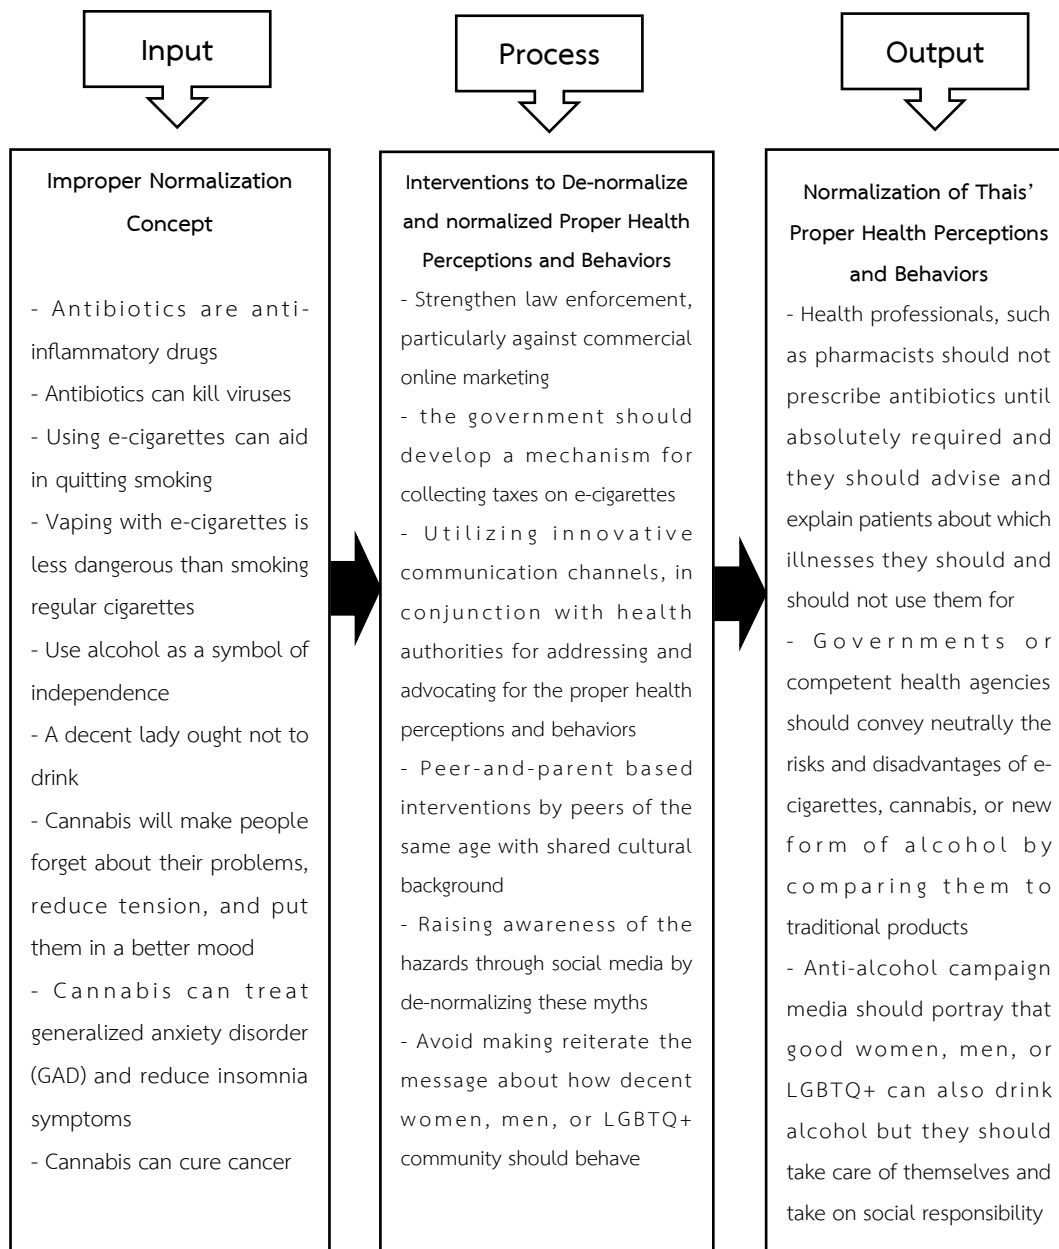 Input
Process
Output
Improper Normalization
Concept
- Antibiotics are anti-
inflammatory drugs
- Antibiotics can kill viruses
- Using e-cigarettes can aid
in quitting smoking
- Vaping with e-cigarettes is
less dangerous than smoking
regular cigarettes
- Use alcohol as a symbol of
independence
- A decent lady ought not to
drink
- Cannabis will make people
forget about their problems,
reduce tension, and put
them in a better mood
- Cannabis can treat
generalized anxiety disorder
(GAD) and reduce insomnia
symptoms
- Cannabis can cure cancer
Interventions to De-normalize
and normalized Proper Health
Perceptions and Behaviors
- Strengthen law enforcement,
particularly against commercial
online marketing
- the government should
develop a mechanism for
collecting taxes on e-cigarettes
- Utilizing innovative
communication channels, in
conjunction with health
authorities for addressing and
advocating for the proper health
perceptions and behaviors
- Peer-and-parent based
interventions by peers of the
same age with shared cultural
background
- Raising awareness of the
hazards through social media by
de-normalizing these myths
- Avoid making reiterate the
message about how decent
women, men, or LGBTQ+
community should behave
Normalization of Thais'
Proper Health Perceptions
and Behaviors
- Health professionals, such
as pharmacists should not
prescribe antibiotics until
absolutely required and
they should advise and
explain patients about which
illnesses they should and
should not use them for
- Governments or
competent health agencies
should convey neutrally the
risks and disadvantages of e-
cigarettes, cannabis, or new
form of alcohol by
comparing them to
traditional products
- Anti-alcohol campaign
media should portray that
good women, men, or
LGBTQ+ can also drink
alcohol but they should
take care of themselves and
take on social responsibility